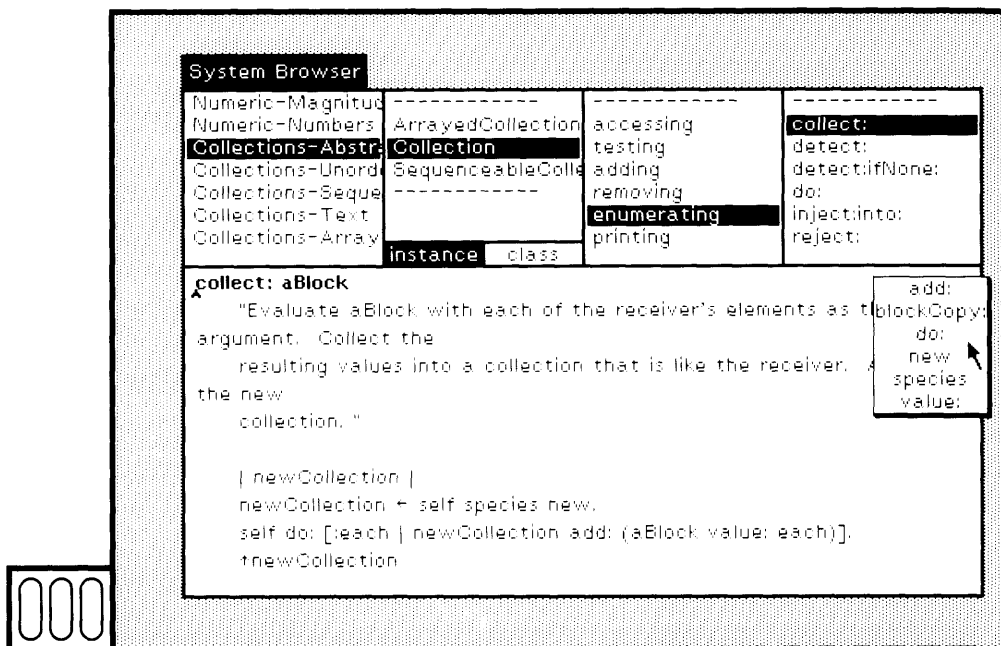 System Browser
Numeric-Magnitud
Numeric-Numbers
Collections-Abstra
Collections-Unord
Collections-Seque
Collections-Text
Collections-Array
------------
ArrayedCollection
Collection
SequenceableColle
------------
instance class
------------
accessing
testing
adding
removing
enumerating
printing
------------
collect:
detect:
detect:ifNone:
do:
inject:into:
reject:
collect: aBlock
"Evaluate aBlock with each of the receiver's elements as t
argument. Collect the
resulting values into a collection that is like the receiver.
the new
collection. "
| newCollection |
newCollection ← self species new.
self do: [:each | newCollection add: (aBlock value: each)].
↑newCollection
add:
blockCopy:
do:
new
species
value: